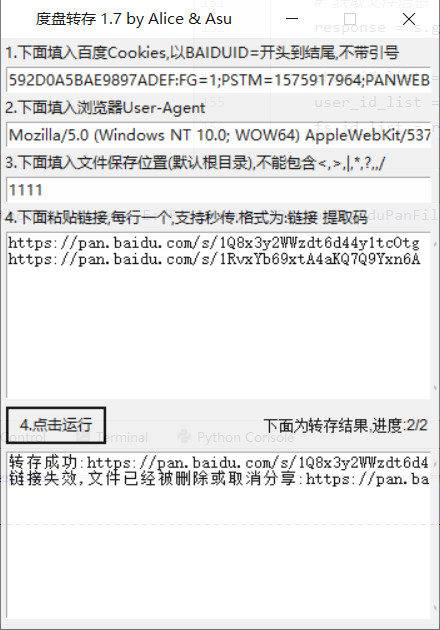 度盘转存 1.7 by Alice & Asu
1.下面填入百度Cookies,以BAIDUID=开头到结尾,不带引号
592D0A5BAE9897ADEF:FG=1;PSTM=1575917964;PANWEB
2.下面填入浏览器User-Agent
Mozilla/5.0 (Windows NT 10.0; WOW64) AppleWebKit/537
3.下面填入文件保存位置(默认根目录),不能包含<,>,|,*,?,,/
1111
4.下面粘贴链接,每行一个,支持秒传.格式为:链接 提取码
https://pan.baidu.com/s/1Q8x3y2WWzdt6d44y1tcOtg
https://pan.baidu.com/s/1RvxYb69xtA4aKQ7Q9Yxn6A
4.点击运行
下面为转存结果,进度:2/2
Terminal
Python Console
转存成功:https://pan.baidu.com/s/1Q8x3y2WWzdt6d4
链接失效,文件已经被删除或取消分享:https://pan.ba